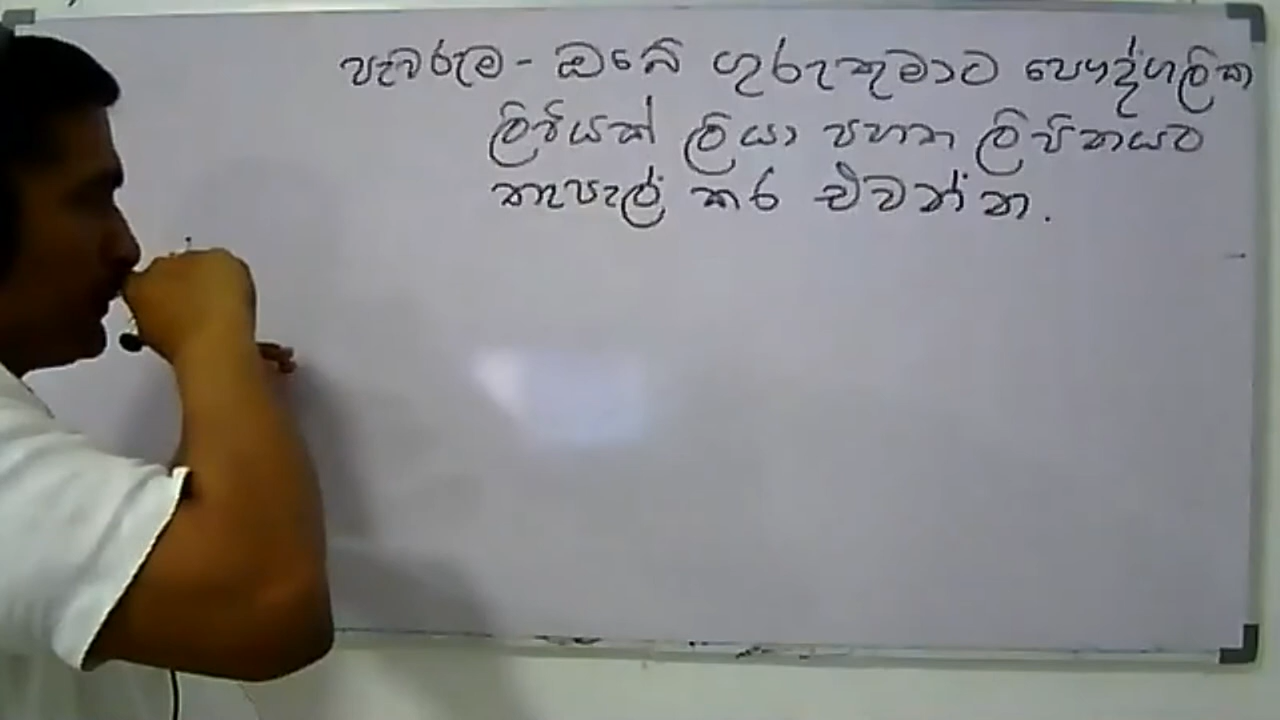 පැවරුම - ඔබේ ගුරුතුමාට පෞද්ගලික
ලිපියක් ලියා පහත ලිපිනයට
තැපැල් කර එවන්න.